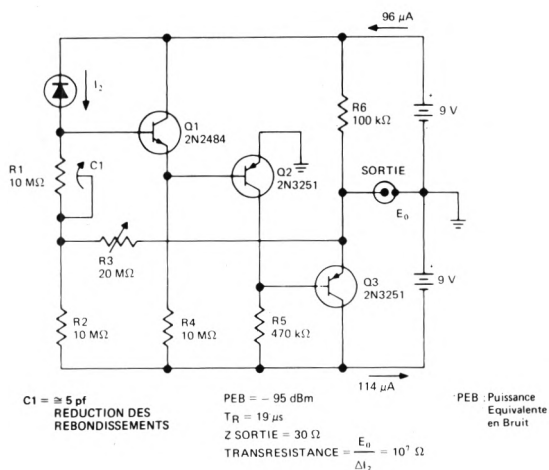 96 µA
I₂
Q1
2N2484
R6
100 kΩ
9 V
R1
10 MΩ
C1
Q2
2N3251
SORTIE
E₀
R3
20 MΩ
Q3
2N3251
9 V
R2
10 MΩ
R4
10 MΩ
R5
470 kΩ
114 µA
C1 = ≅ 5 pf
REDUCTION DES
REBONDISSEMENTS
PEB = – 95 dBm
T_R = 19 µs
Z SORTIE = 30 Ω
TRANSRESISTANCE = E₀ / ΔI₂ = 10⁷ Ω
PEB : Puissance
Equivalente
en Bruit